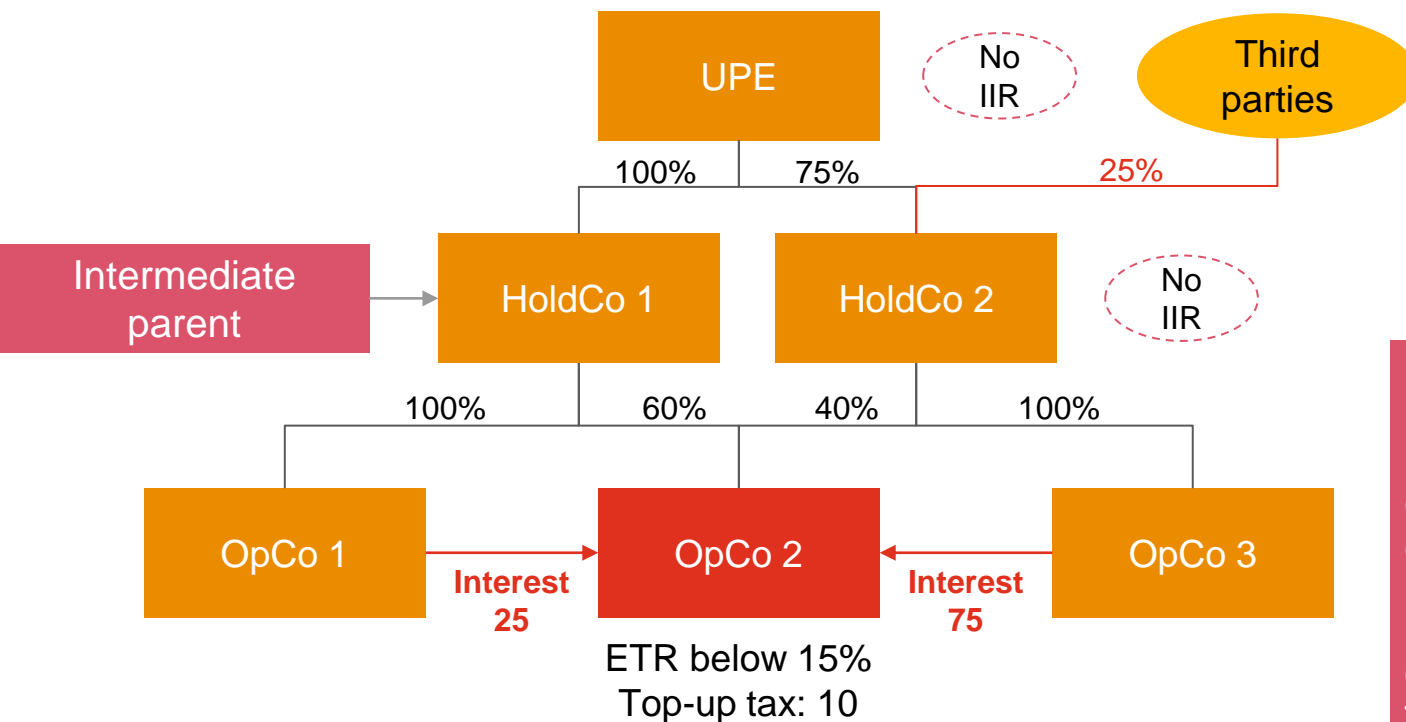 UPE
No
IIR
Third
parties
100%
75%
25%
Intermediate
parent
HoldCo 1
HoldCo 2
No
IIR
100%
60%
40%
100%
OpCo 1
Interest
25
OpCo 2
Interest
75
OpCo 3
ETR below 15%
Top-up tax: 10